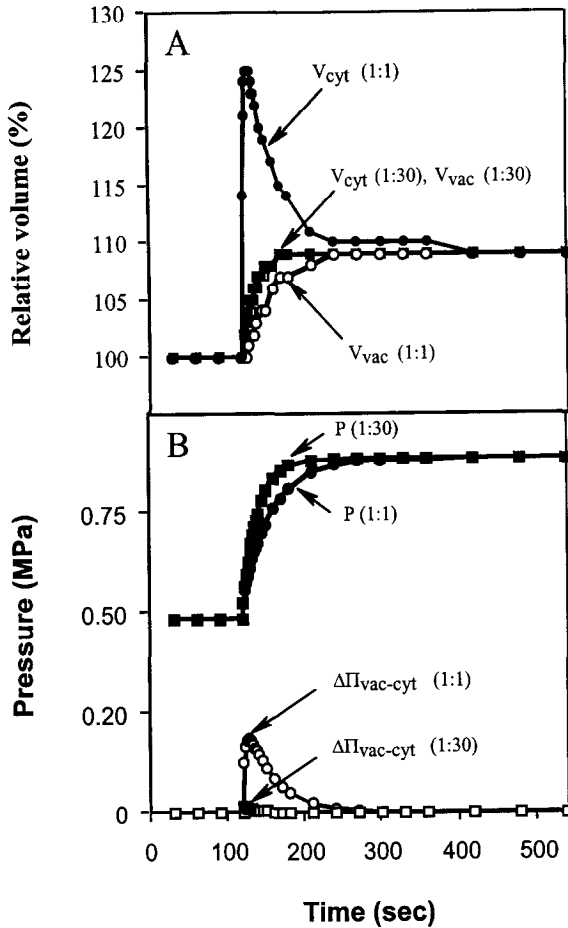 A
130
125
120
115
110
105
100
Relative volume (%)
Vcyt (1:1)
Vcyt (1:30), Vvac (1:30)
Vvac (1:1)
B
0.75
0.50
0.20
0
Pressure (MPa)
P (1:30)
P (1:1)
ΔΠvac-cyt (1:1)
ΔΠvac-cyt (1:30)
0 100 200 300 400 500
Time (sec)